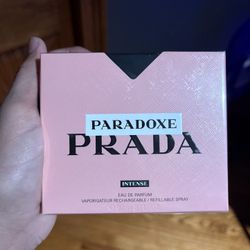 PARADOXE
PRADA
INTENSE
EAU DE PARFUM
VAPORISATEUR RECHARGEABLE / REFILLABLE SPRAY